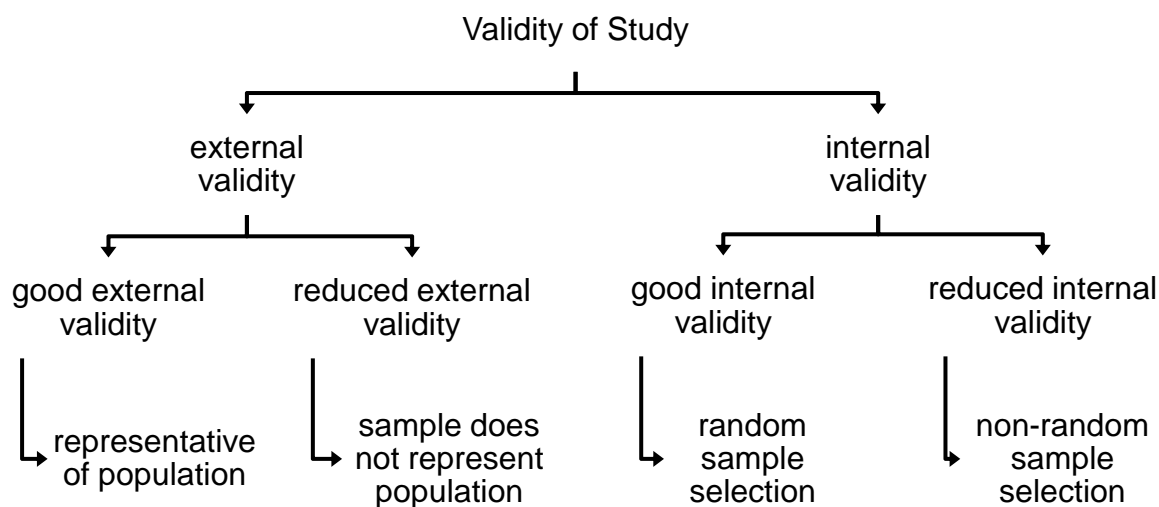 Validity of Study
external
validity
internal
validity
good external
validity
reduced external
validity
good internal
validity
reduced internal
validity
representative
of population
sample does
not represent
population
random
sample
selection
non-random
sample
selection